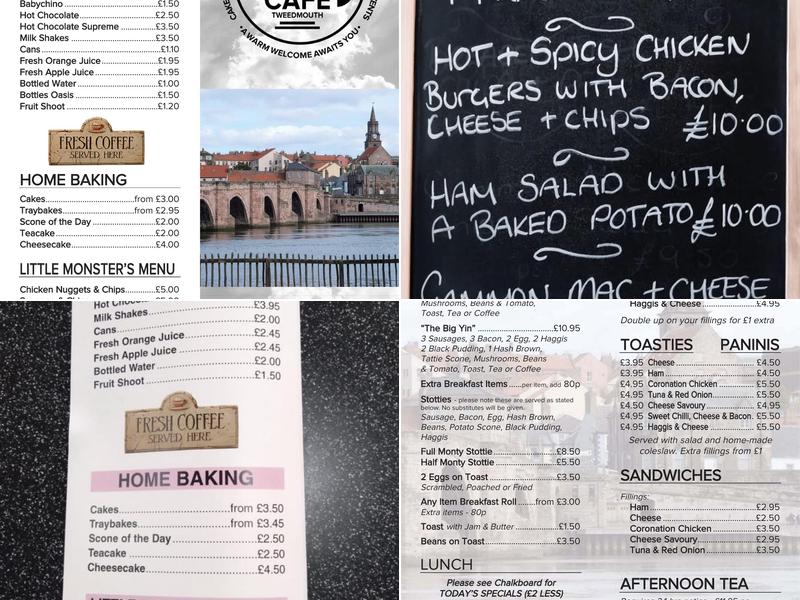 Babychino £1.50
Hot Chocolate £2.50
Hot Chocolate Supreme £3.50
Milk Shakes £3.50
Cans £1.10
Fresh Orange Juice £1.95
Fresh Apple Juice £1.95
Bottled Water £1.00
Bottles Oasis £1.50
Fruit Shoot £1.20
FRESH COFFEE
SERVED HERE
HOME BAKING
Cakes from £3.00
Traybakes from £2.95
Scone of the Day £2.00
Teacake £2.00
Cheesecake £4.00
LITTLE MONSTER'S MENU
Chicken Nuggets & Chips £5.00
CAFE
TWEEDMOUTH
•A WARM WELCOME AWAITS YOU•
HOT + SPICY CHICKEN
BURGERS WITH BACON,
CHEESE + CHIPS £10.00
HAM SALAD WITH
A BAKED POTATO £10.00
MAC + CHEESE
Hot Chocolate £3.95
Milk Shakes £2.00
Cans £2.45
Fresh Orange Juice £2.45
Fresh Apple Juice £2.00
Bottled Water £1.50
Fruit Shoot
FRESH COFFEE
SERVED HERE
HOME BAKING
Cakes from £3.50
Traybakes from £3.45
Scone of the Day £2.50
Teacake £2.50
Cheesecake £4.50
Mushrooms, Beans & Tomato,
Toast, Tea or Coffee
"The Big Yin" £10.95
3 Sausages, 3 Bacon, 2 Egg, 2 Haggis
2 Black Pudding, 1 Hash Brown,
Tattie Scone, Mushrooms, Beans
& Tomato, Toast, Tea or Coffee
Extra Breakfast Items per item, add 80p
Stotties - please note these are served as stated
below. No substitutes will be given.
Sausage, Bacon, Egg, Hash Brown,
Beans, Potato Scone, Black Pudding,
Haggis
Full Monty Stottie £8.50
Half Monty Stottie £5.50
2 Eggs on Toast £3.50
Scrambled, Poached or Fried
Any Item Breakfast Roll from £3.00
Extra items - 80p
Toast with Jam & Butter £1.50
Beans on Toast £3.50
LUNCH
Please see Chalkboard for
TODAY'S SPECIALS (£2 LESS)
Haggis & Cheese £4.95
Double up on your fillings for £1 extra
TOASTIES PANINIS
£3.95 Cheese £4.50
£3.95 Ham £4.50
£4.95 Coronation Chicken £5.50
£4.95 Tuna & Red Onion £5.50
£4.50 Cheese Savoury £4.95
£4.95 Sweet Chill, Cheese & Bacon. £5.50
£4.95 Haggis & Cheese £5.50
Served with salad and home-made
coleslaw. Extra fillings from £1
SANDWICHES
Fillings:
Ham £2.95
Cheese £2.50
Coronation Chicken £3.50
Cheese Savoury £2.95
Tuna & Red Onion £3.50
AFTERNOON TEA